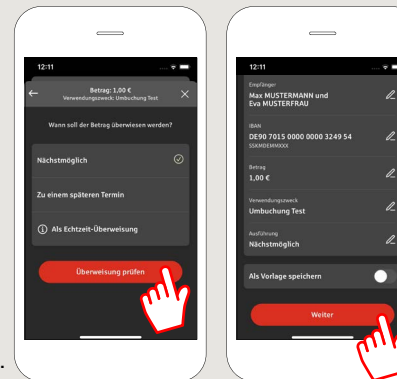 12:11
Betrag: 1,00 €
Verwendungszweck: Umbuchung Test
Wann soll der Betrag überwiesen werden?
Nächstmöglich
Zu einem späteren Termin
Als Echtzeit-Überweisung
Überweisung prüfen
12:11
Empfänger
Max MUSTERMANN und
Eva MUSTERFRAU
IBAN
DE90 7015 0000 0000 3249 54
SSKMDEMMXXX
Betrag
1,00 €
Verwendungszweck
Umbuchung Test
Ausführung
Nächstmöglich
Als Vorlage speichern
Weiter